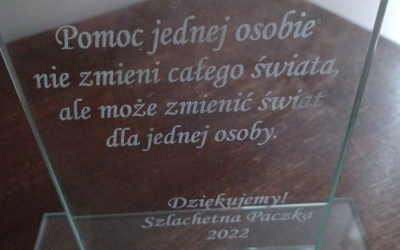 Pomoc jednej osobie
nie zmieni całego świata,
ale może zmienić świat
dla jednej osoby.
Dziękujemy!
Szlachetna Paczka
2022